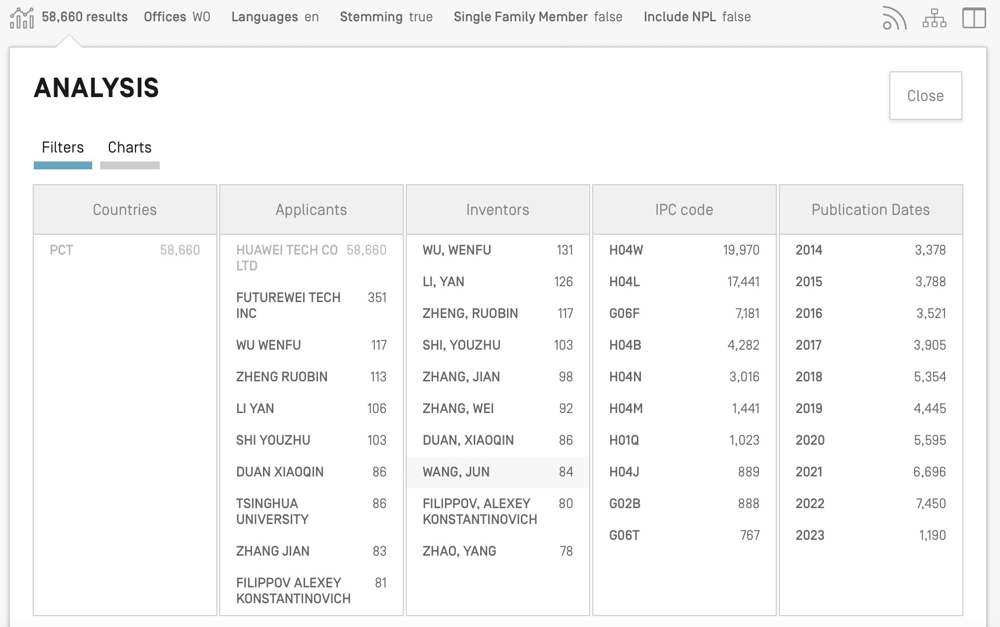 58,660 results Offices WO Languages en Stemming true Single Family Member false Include NPL false
ANALYSIS
Close
Filters Charts
Countries
PCT 58,660
Applicants
HUAWEI TECH CO 58,660
LTD
FUTUREWEI TECH 351
INC
WU WENFU 117
ZHENG RUOBIN 113
LI YAN 106
SHI YOUZHU 103
DUAN XIAOQIN 86
TSINGHUA 86
UNIVERSITY
ZHANG JIAN 83
FILIPPOV ALEXEY 81
KONSTANTINOVICH
Inventors
WU, WENFU 131
LI, YAN 126
ZHENG, RUOBIN 117
SHI, YOUZHU 103
ZHANG, JIAN 98
ZHANG, WEI 92
DUAN, XIAOQIN 86
WANG, JUN 84
FILIPPOV, ALEXEY 80
KONSTANTINOVICH
ZHAO, YANG 78
IPC code
H04W 19,970
H04L 17,441
G06F 7,181
H04B 4,282
H04N 3,016
H04M 1,441
H01Q 1,023
H04J 889
G02B 888
G06T 767
Publication Dates
2014 3,378
2015 3,788
2016 3,521
2017 3,905
2018 5,354
2019 4,445
2020 5,595
2021 6,696
2022 7,450
2023 1,190